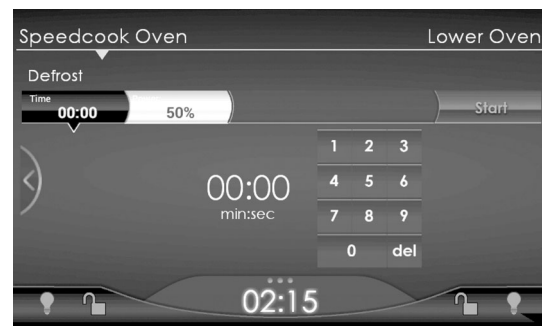 Speedcook Oven Lower Oven
Defrost
Time
00:00 50% Start
00:00
min:sec
1 2 3
4 5 6
7 8 9
0 del
02:15